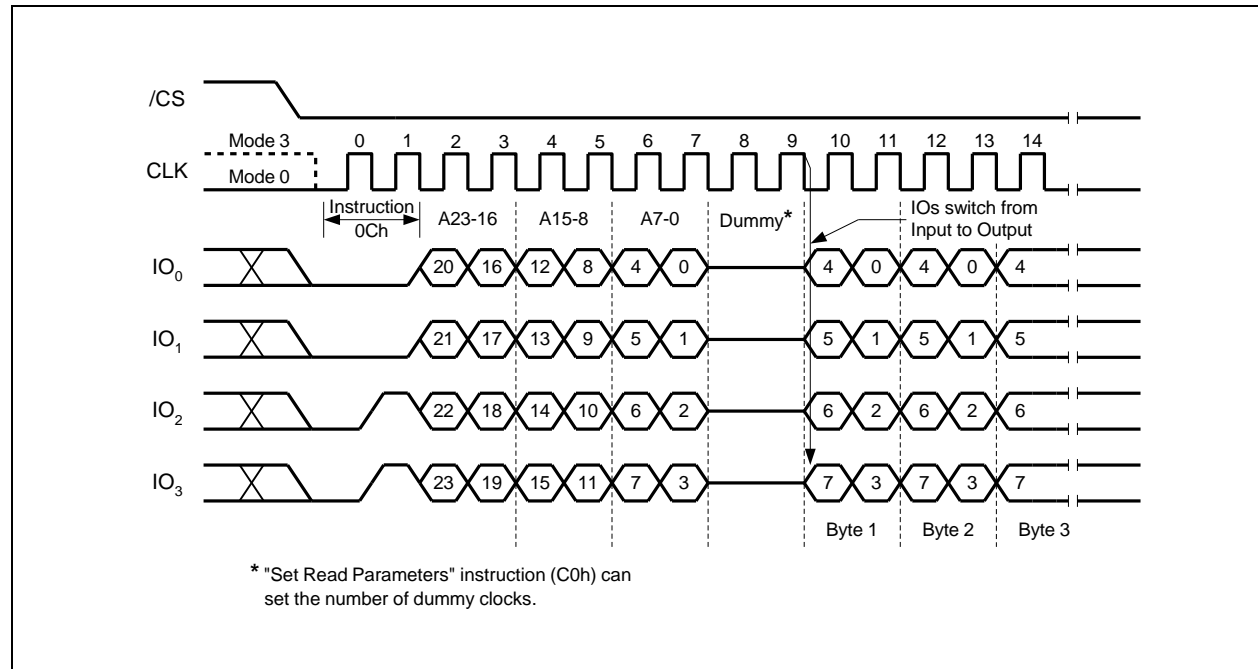 /CS
Mode 3
0 1 2 3 4 5 6 7 8 9 10 11 12 13 14
CLK
Mode 0
Instruction
0Ch
A23-16 A15-8 A7-0 Dummy*
IOs switch from
Input to Output
IO0
20 16 12 8 4 0 4 0 4 0 4
IO1
21 17 13 9 5 1 5 1 5 1 5
IO2
22 18 14 10 6 2 6 2 6 2 6
IO3
23 19 15 11 7 3 7 3 7 3 7
Byte 1 Byte 2 Byte 3
* "Set Read Parameters" instruction (C0h) can
set the number of dummy clocks.